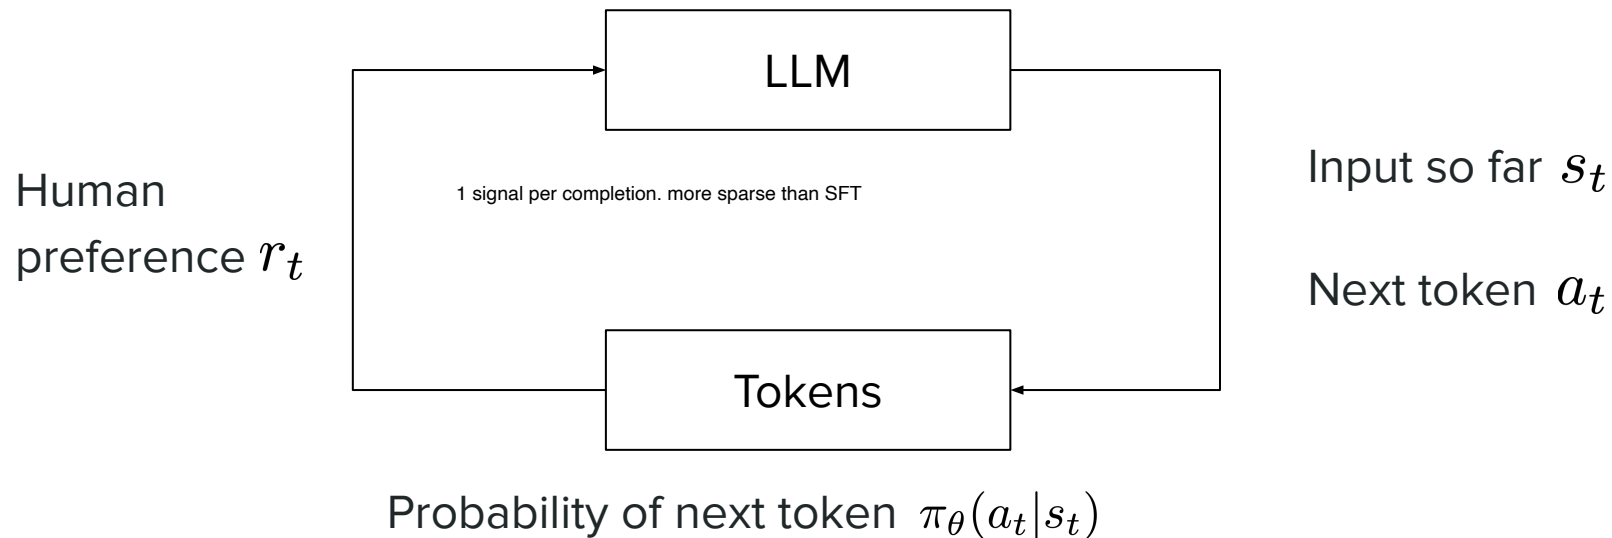 LLM
Human
preference r_t
1 signal per completion. more sparse than SFT
Input so far s_t
Next token a_t
Tokens
Probability of next token π_θ(a_t|s_t)